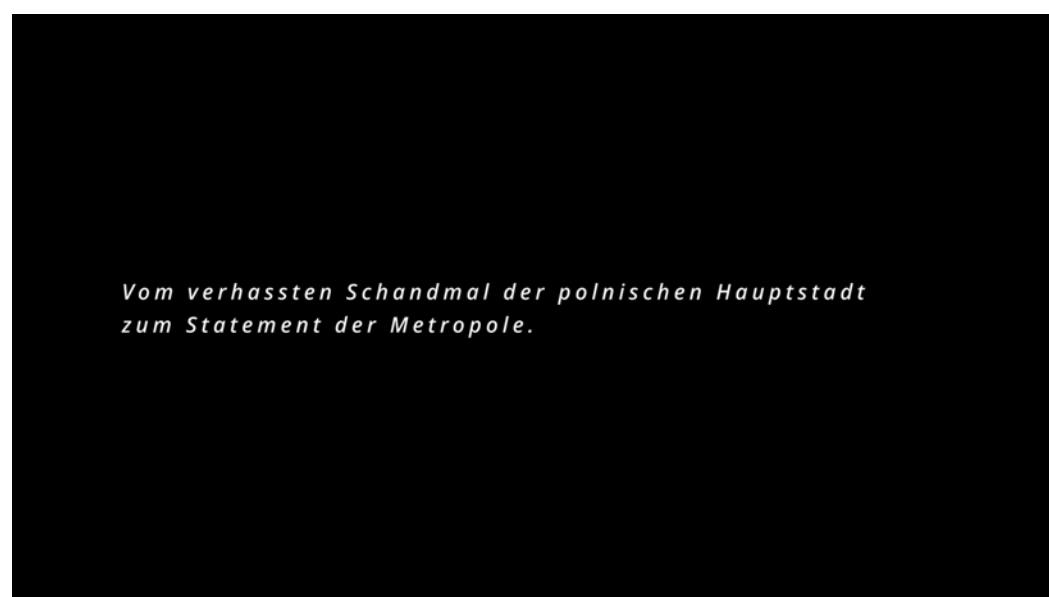 Vom verhassten Schandmal der polnischen Hauptstadt
zum Statement der Metropole.